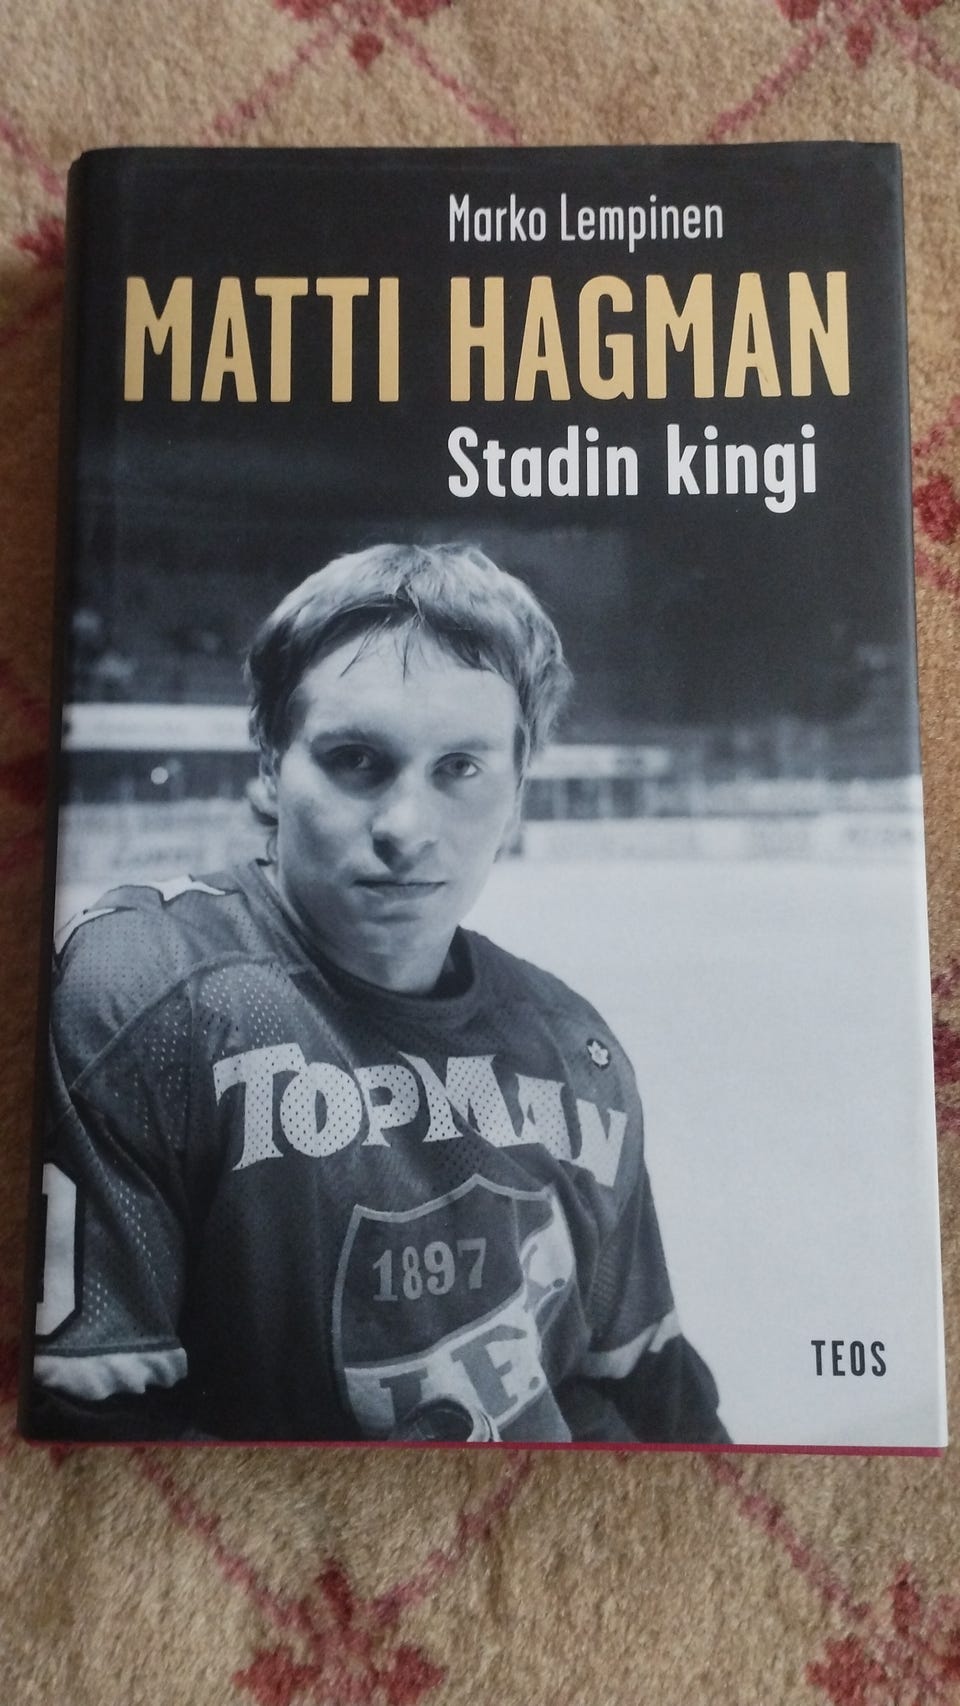 Marko Lempinen
MATTI HAGMAN
Stadin kingi
TOPMAN
1897
TEOS